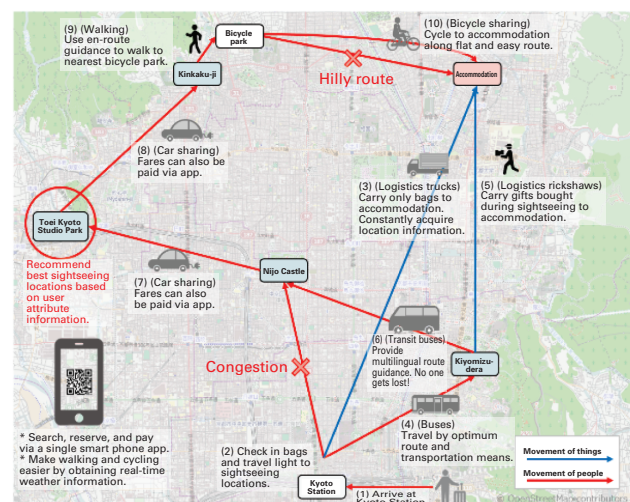 (9) (Walking)
Use en-route
guidance to walk to
nearest bicycle park.
Bicycle
park
(10) (Bicycle sharing)
Cycle to accommodation
along flat and easy route.
Kinkaku-ji
Hilly route
Accommodation
(8) (Car sharing)
Fares can also be
paid via app.
(3) (Logistics trucks)
Carry only bags to
accommodation.
Constantly acquire
location information.
(5) (Logistics rickshaws)
Carry gifts bought
during sightseeing to
accommodation.
Toei Kyoto
Studio Park
Recommend
best sightseeing
locations based
on user
attribute
information.
Nijo Castle
(7) (Car sharing)
Fares can also
be paid via app.
(6) (Transit buses)
Provide
multilingual route
guidance. No one
gets lost!
Kiyomizu-
dera
Congestion
(4) (Buses)
Travel by optimum
route and
transportation means.
(2) Check in bags
and travel light to
sightseeing
locations.
* Search, reserve, and pay
via a single smart phone app.
* Make walking and cycling
easier by obtaining real-time
weather information.
Movement of things
Movement of people
Kyoto
Station
(1) Arrive at
Kyoto Station
© OpenStreetMap contributors